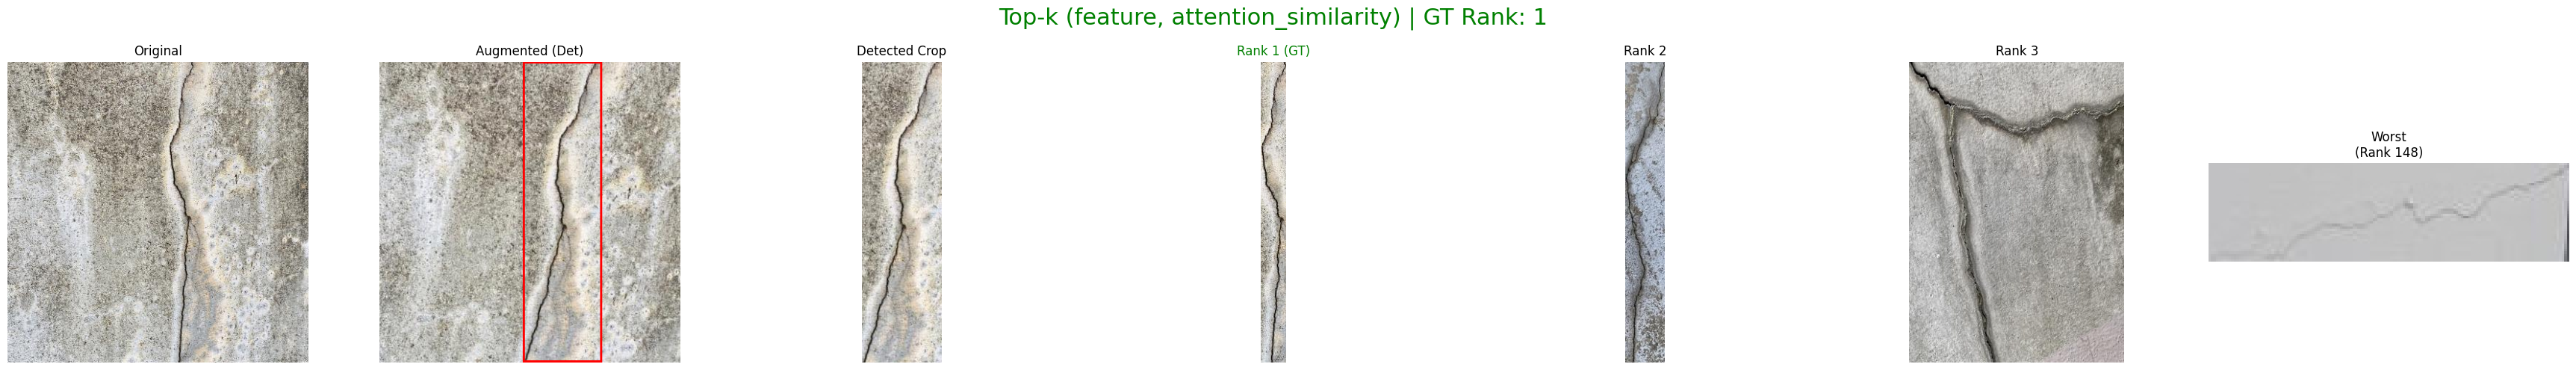 Top-k (feature, attention_similarity) | GT Rank: 1
Original
Augmented (Det)
Detected Crop
Rank 1 (GT)
Rank 2
Rank 3
Worst
(Rank 148)